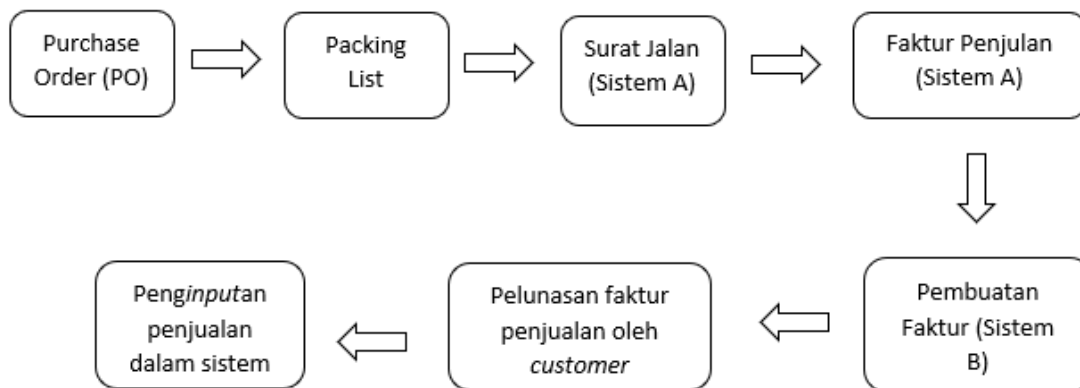 Purchase
Order (PO)
Packing
List
Surat Jalan
(Sistem A)
Faktur Penjulan
(Sistem A)
Pembuatan
Faktur (Sistem
B)
Pelunasan faktur
penjualan oleh
customer
Penginputan
penjualan
dalam sistem